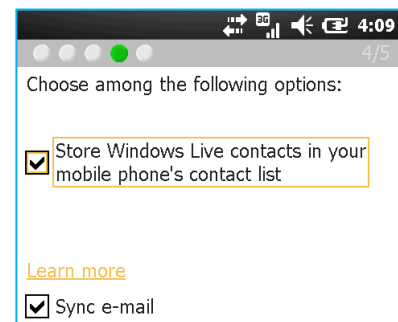 3G 4:09
4/5
Choose among the following options:
Store Windows Live contacts in your
mobile phone's contact list
Learn more
Sync e-mail